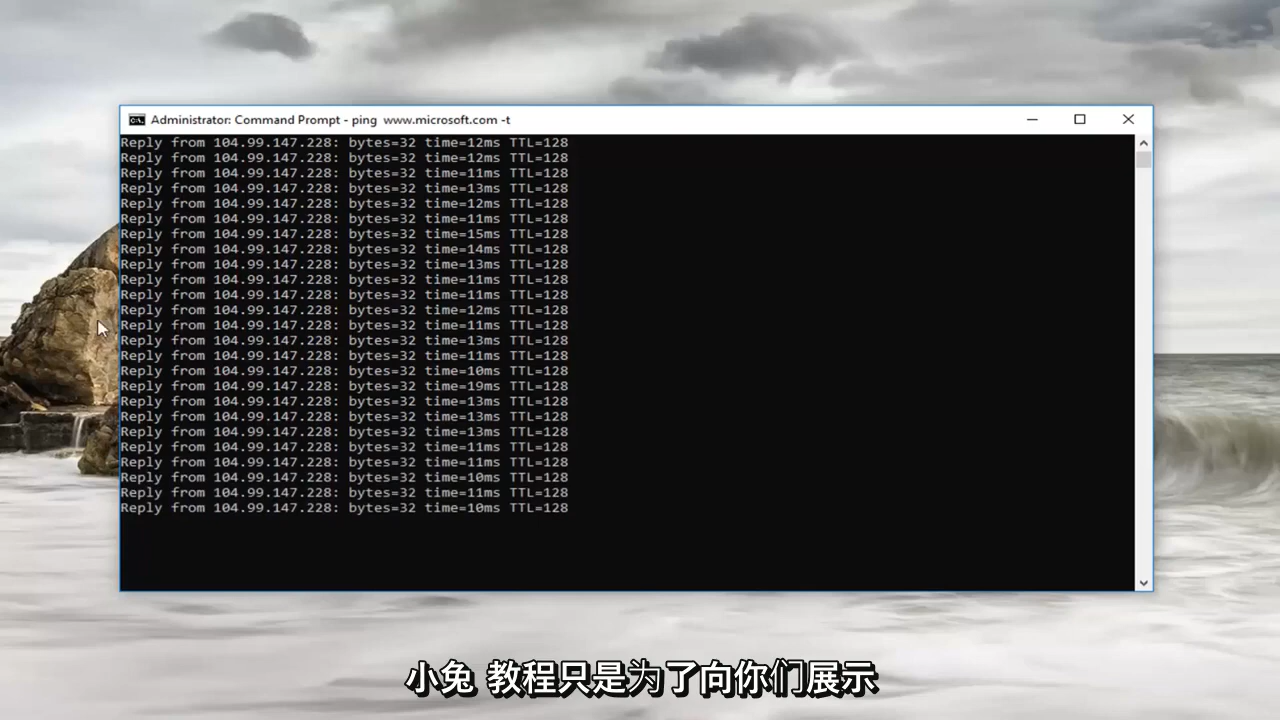 Administrator: Command Prompt - ping  www.microsoft.com -t
Reply from 104.99.147.228: bytes=32 time=12ms TTL=128
Reply from 104.99.147.228: bytes=32 time=12ms TTL=128
Reply from 104.99.147.228: bytes=32 time=11ms TTL=128
Reply from 104.99.147.228: bytes=32 time=13ms TTL=128
Reply from 104.99.147.228: bytes=32 time=12ms TTL=128
Reply from 104.99.147.228: bytes=32 time=11ms TTL=128
Reply from 104.99.147.228: bytes=32 time=15ms TTL=128
Reply from 104.99.147.228: bytes=32 time=14ms TTL=128
Reply from 104.99.147.228: bytes=32 time=13ms TTL=128
Reply from 104.99.147.228: bytes=32 time=11ms TTL=128
Reply from 104.99.147.228: bytes=32 time=11ms TTL=128
Reply from 104.99.147.228: bytes=32 time=12ms TTL=128
Reply from 104.99.147.228: bytes=32 time=11ms TTL=128
Reply from 104.99.147.228: bytes=32 time=13ms TTL=128
Reply from 104.99.147.228: bytes=32 time=11ms TTL=128
Reply from 104.99.147.228: bytes=32 time=10ms TTL=128
Reply from 104.99.147.228: bytes=32 time=19ms TTL=128
Reply from 104.99.147.228: bytes=32 time=13ms TTL=128
Reply from 104.99.147.228: bytes=32 time=13ms TTL=128
Reply from 104.99.147.228: bytes=32 time=13ms TTL=128
Reply from 104.99.147.228: bytes=32 time=11ms TTL=128
Reply from 104.99.147.228: bytes=32 time=11ms TTL=128
Reply from 104.99.147.228: bytes=32 time=10ms TTL=128
Reply from 104.99.147.228: bytes=32 time=11ms TTL=128
Reply from 104.99.147.228: bytes=32 time=10ms TTL=128
小兔 教程只是为了向你们展示